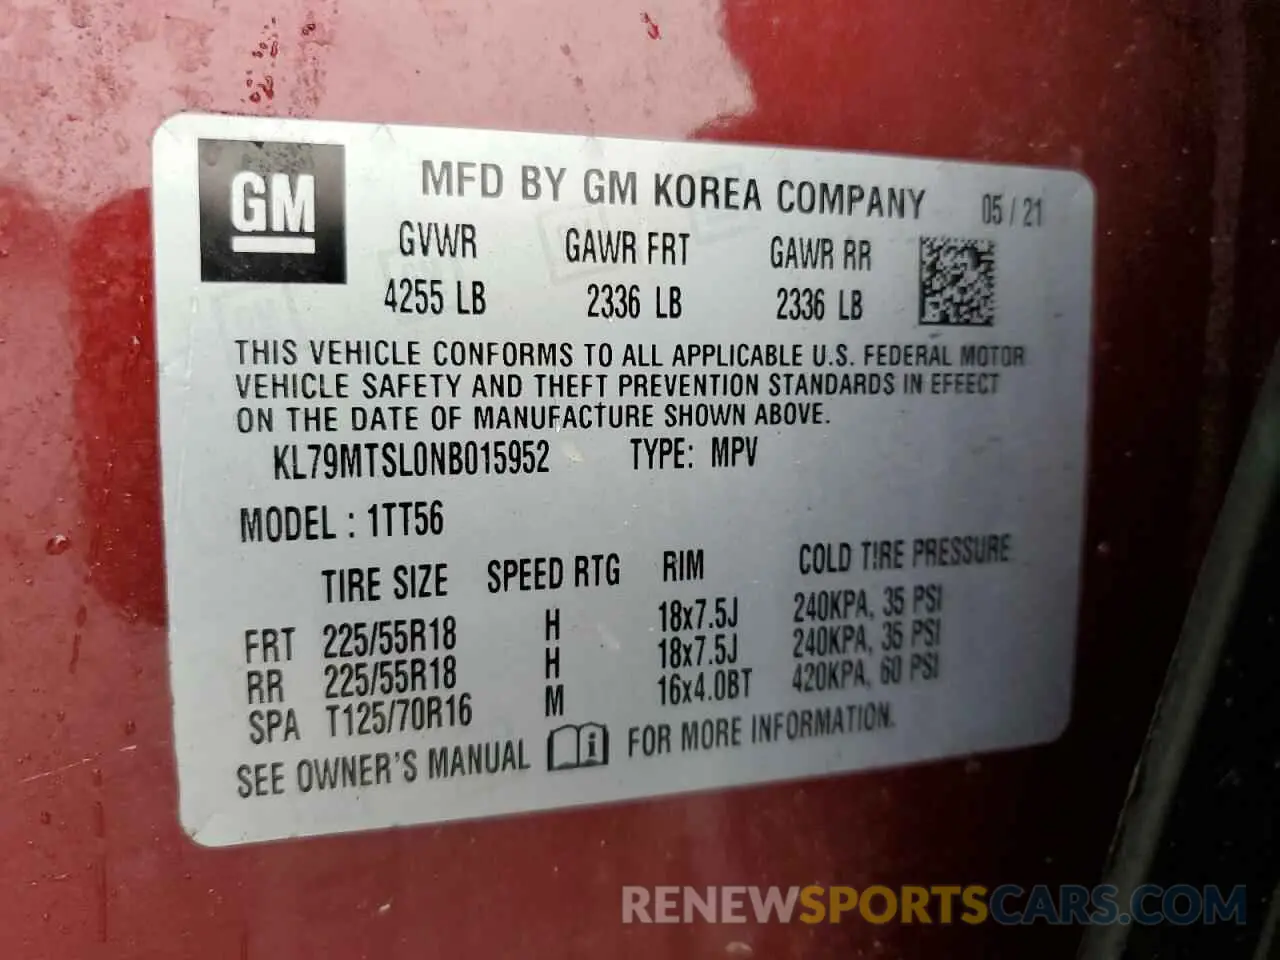 GM
MFD BY GM KOREA COMPANY 05/21
GVWR GAWR FRT GAWR RR
4255 LB 2336 LB 2336 LB
THIS VEHICLE CONFORMS TO ALL APPLICABLE U.S. FEDERAL MOTOR
VEHICLE SAFETY AND THEFT PREVENTION STANDARDS IN EFFECT
ON THE DATE OF MANUFACTURE SHOWN ABOVE.
KL79MTSL0NB015952 TYPE: MPV
MODEL : 1TT56
TIRE SIZE SPEED RTG RIM COLD TIRE PRESSURE
FRT 225/55R18 H 18x7.5J 240KPA, 35 PSI
RR 225/55R18 H 18x7.5J 240KPA, 35 PSI
SPA T125/70R16 M 16x4.0BT 420KPA, 60 PSI
SEE OWNER'S MANUAL i FOR MORE INFORMATION.
RENEWSPORTSCARS.COM